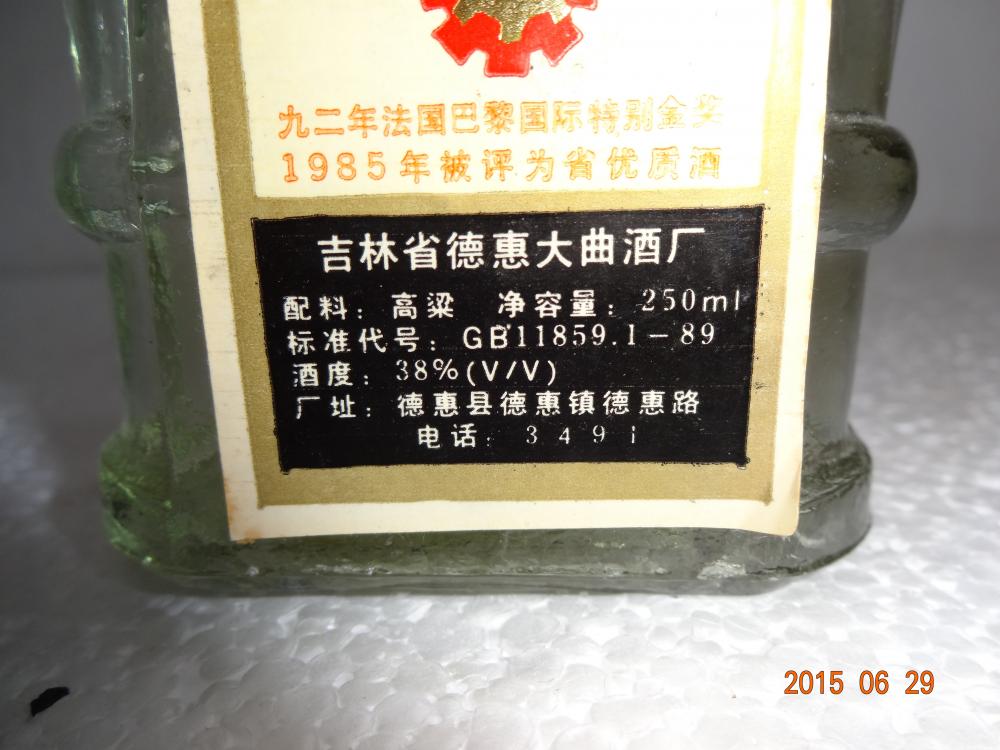 九二年法国巴黎国际特别金奖
1985年被评为省优质酒
吉林省德惠大曲酒厂
配料：高粱 净容量：250ml
标准代号：GB11859.1－89
酒度：38%(V/V)
厂址：德惠县德惠镇德惠路
电话：3491
2015 06 29